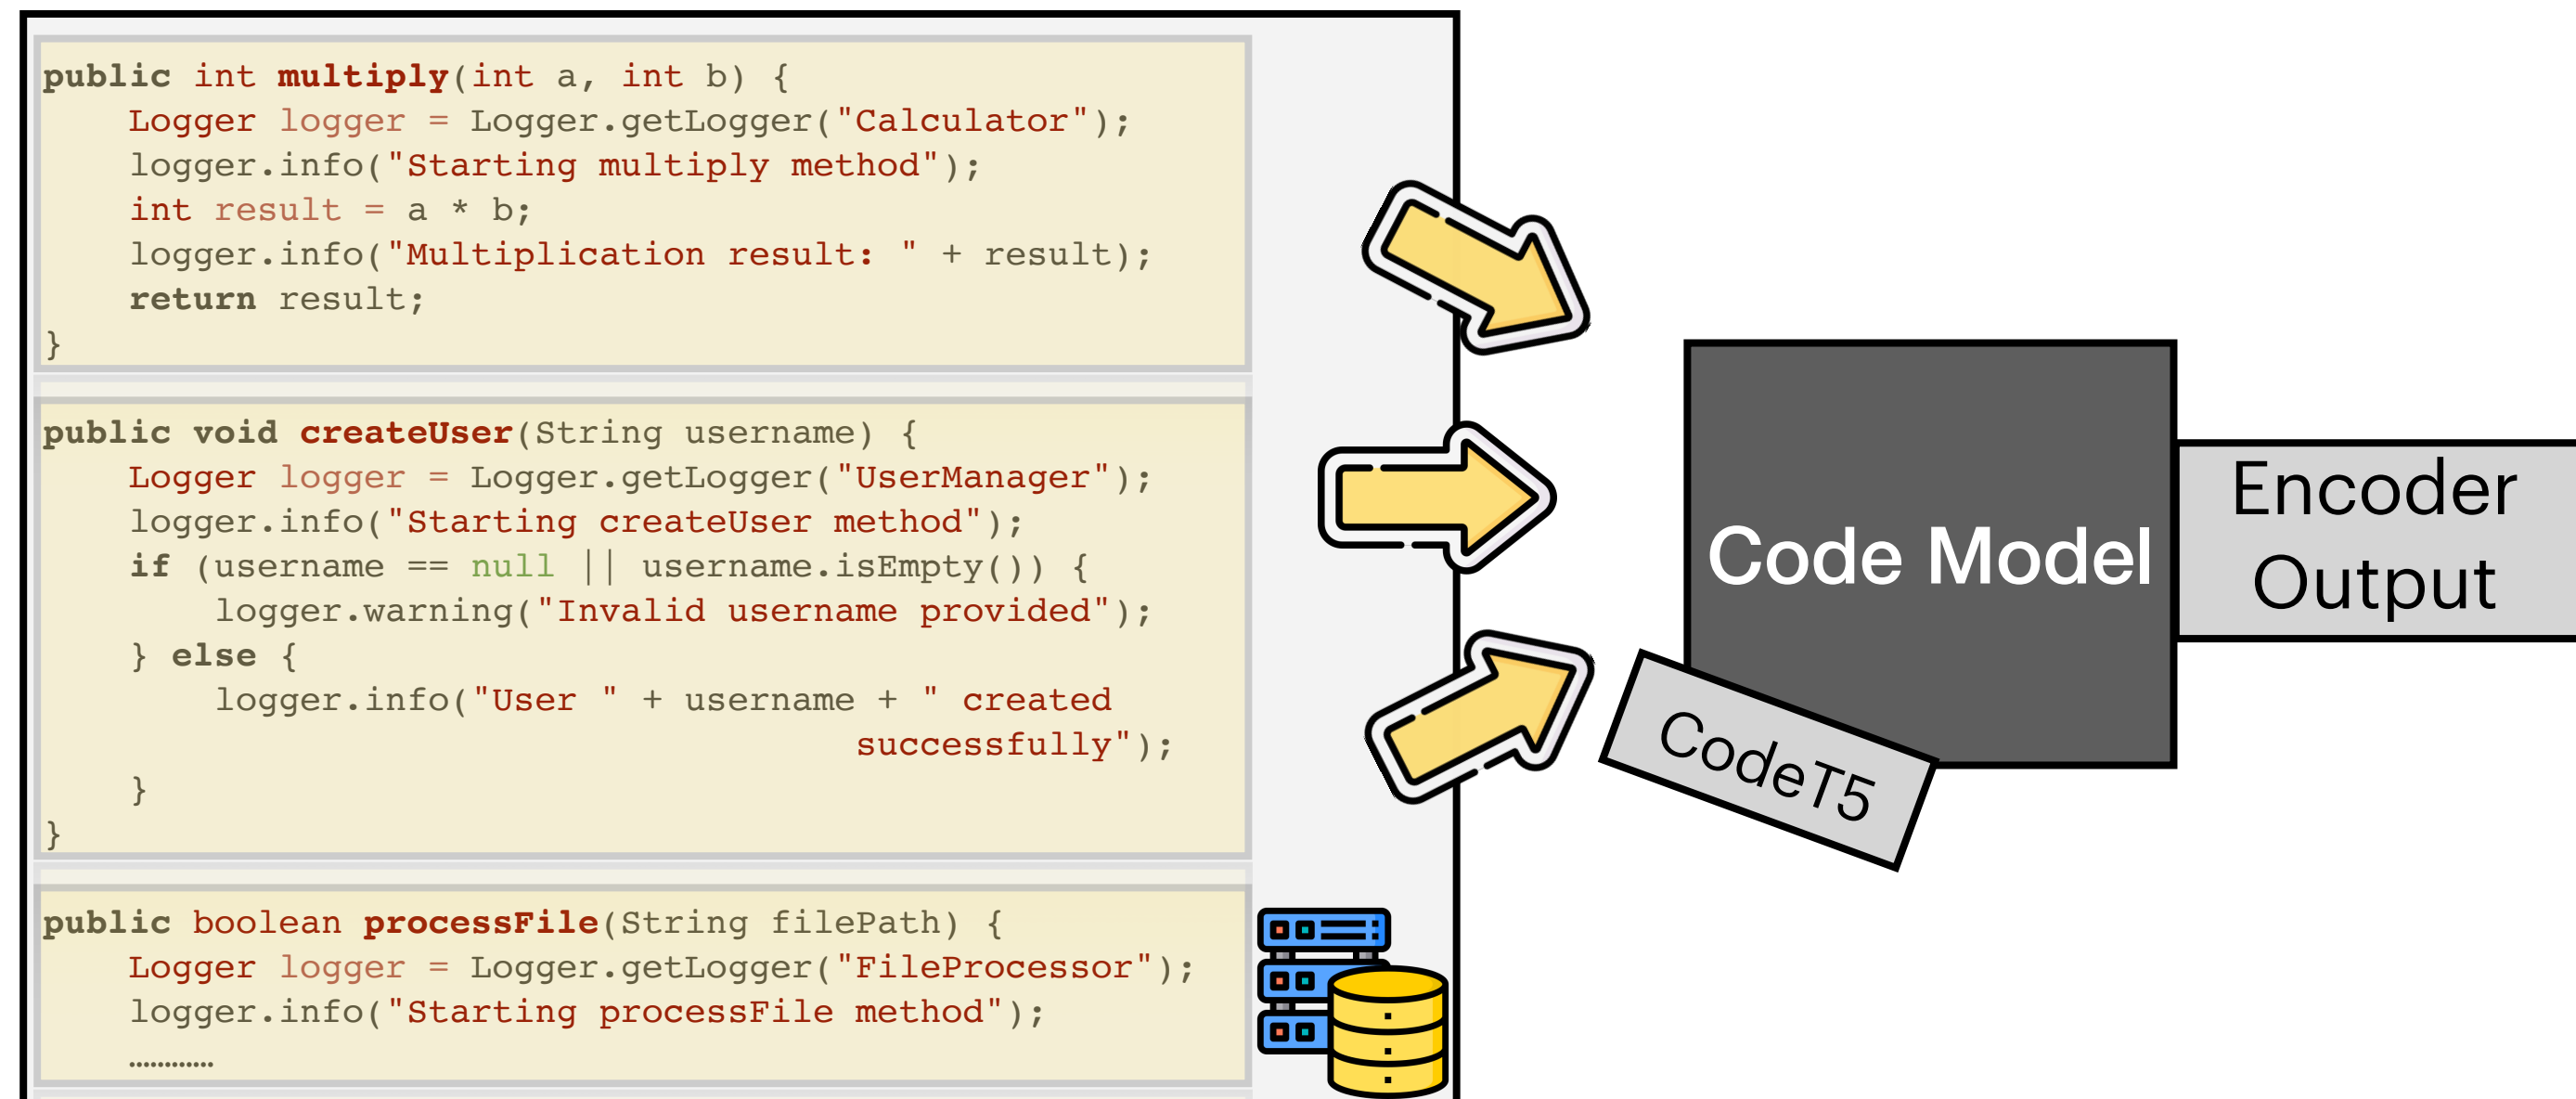 public int multiply(int a, int b) {
    Logger logger = Logger.getLogger("Calculator");
    logger.info("Starting multiply method");
    int result = a * b;
    logger.info("Multiplication result: " + result);
    return result;
}
public void createUser(String username) {
    Logger logger = Logger.getLogger("UserManager");
    logger.info("Starting createUser method");
    if (username == null || username.isEmpty()) {
        logger.warning("Invalid username provided");
    } else {
        logger.info("User " + username + " created
                                      successfully");
    }
}
public boolean processFile(String filePath) {
    Logger logger = Logger.getLogger("FileProcessor");
    logger.info("Starting processFile method");
    …………
Code Model
CodeT5
Encoder
Output